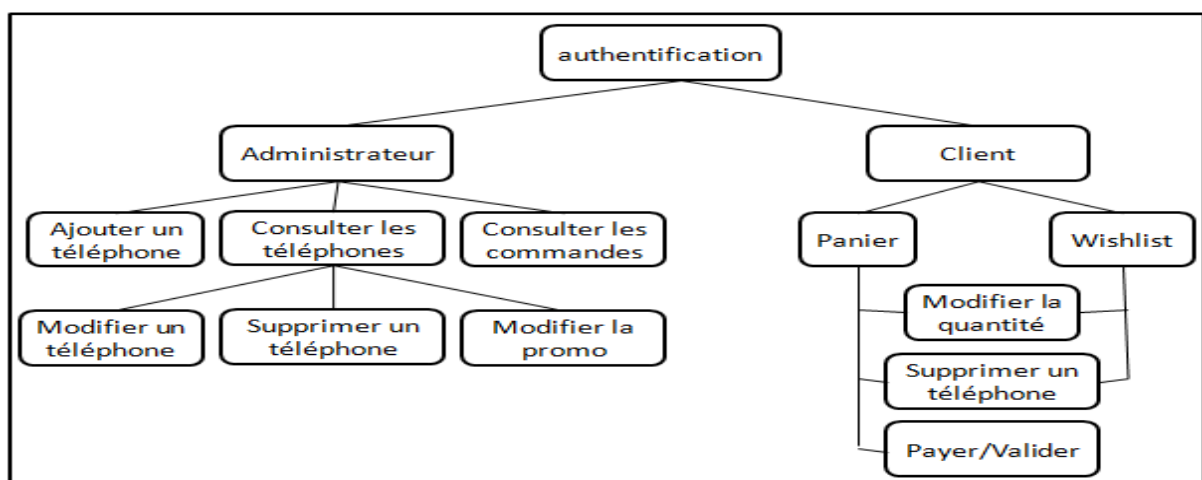 authentification
Administrateur
Client
Ajouter un
téléphone
Consulter les
téléphones
Consulter les
commandes
Panier
Wishlist
Modifier un
téléphone
Supprimer un
téléphone
Modifier la
promo
Modifier la
quantité
Supprimer un
téléphone
Payer/Valider